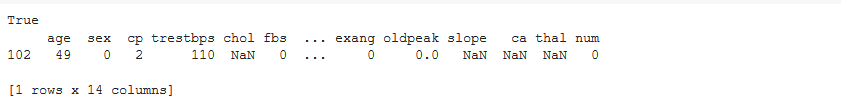 True
age sex cp trestbps chol fbs ... exang oldpeak slope ca thal num
102 49 0 2 110 NaN 0 ... 0 0.0 NaN NaN NaN 0
[1 rows x 14 columns]